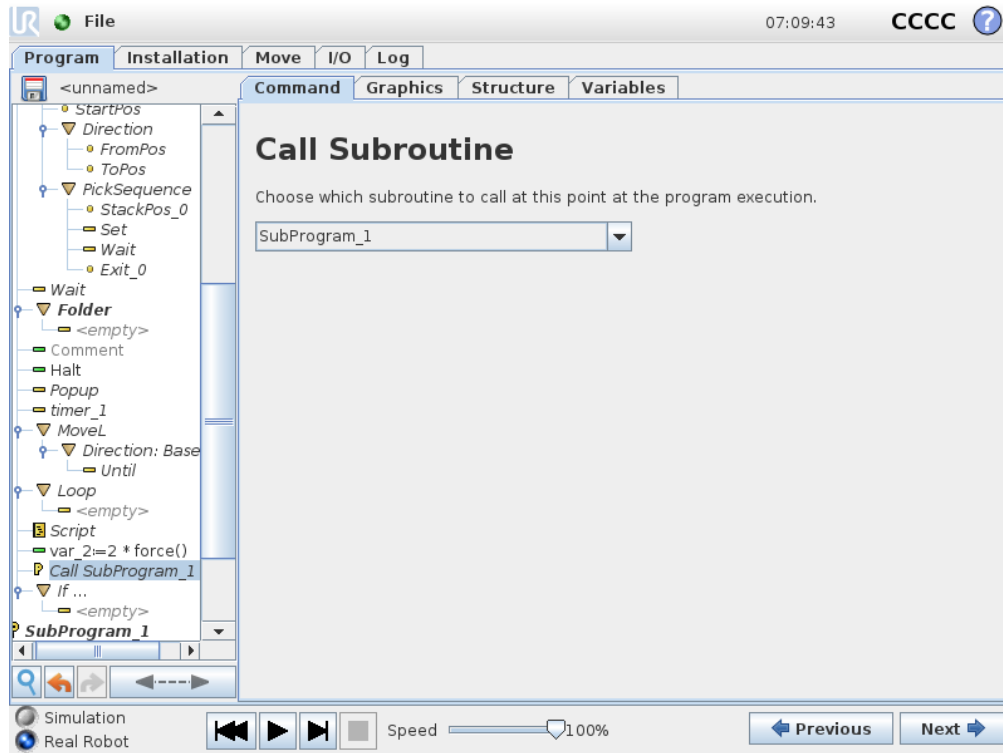 UR File 07:09:43 CCCC ?
Program Installation Move I/O Log
<unnamed> Command Graphics Structure Variables
StartPos
Direction
FromPos
ToPos
PickSequence
StackPos_0
Set
Wait
Exit_0
Wait
Folder
<empty>
Comment
Halt
Popup
timer_1
MoveL
Direction: Base
Until
Loop
<empty>
Script
var_2:=2 * force()
Call SubProgram_1
If ...
<empty>
SubProgram_1
Call Subroutine
Choose which subroutine to call at this point at the program execution.
SubProgram_1
Simulation
Real Robot
Speed 100%
Previous Next